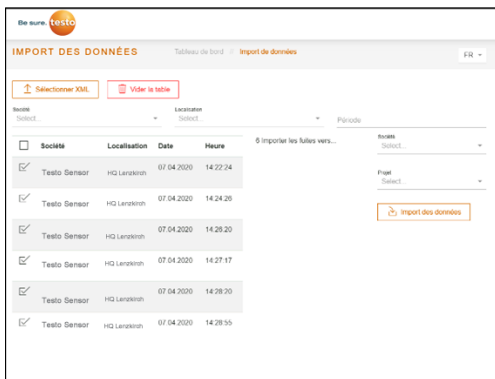 Be sure. testo
IMPORT DES DONNÉES
Tableau de bord
Import de données
FR
Sélectionner XML
Vider la table
Société
Select...
Localisation
Select...
Période
Société Localisation Date Heure
6 Importer les fuites vers...
Société
Select...
Projet
Select...
Import des données
Testo Sensor HQ Lenzkirch 07.04.2020 14:22:24
Testo Sensor HQ Lenzkirch 07.04.2020 14:24:26
Testo Sensor HQ Lenzkirch 07.04.2020 14:26:20
Testo Sensor HQ Lenzkirch 07.04.2020 14:27:17
Testo Sensor HQ Lenzkirch 07.04.2020 14:28:20
Testo Sensor HQ Lenzkirch 07.04.2020 14:28:55